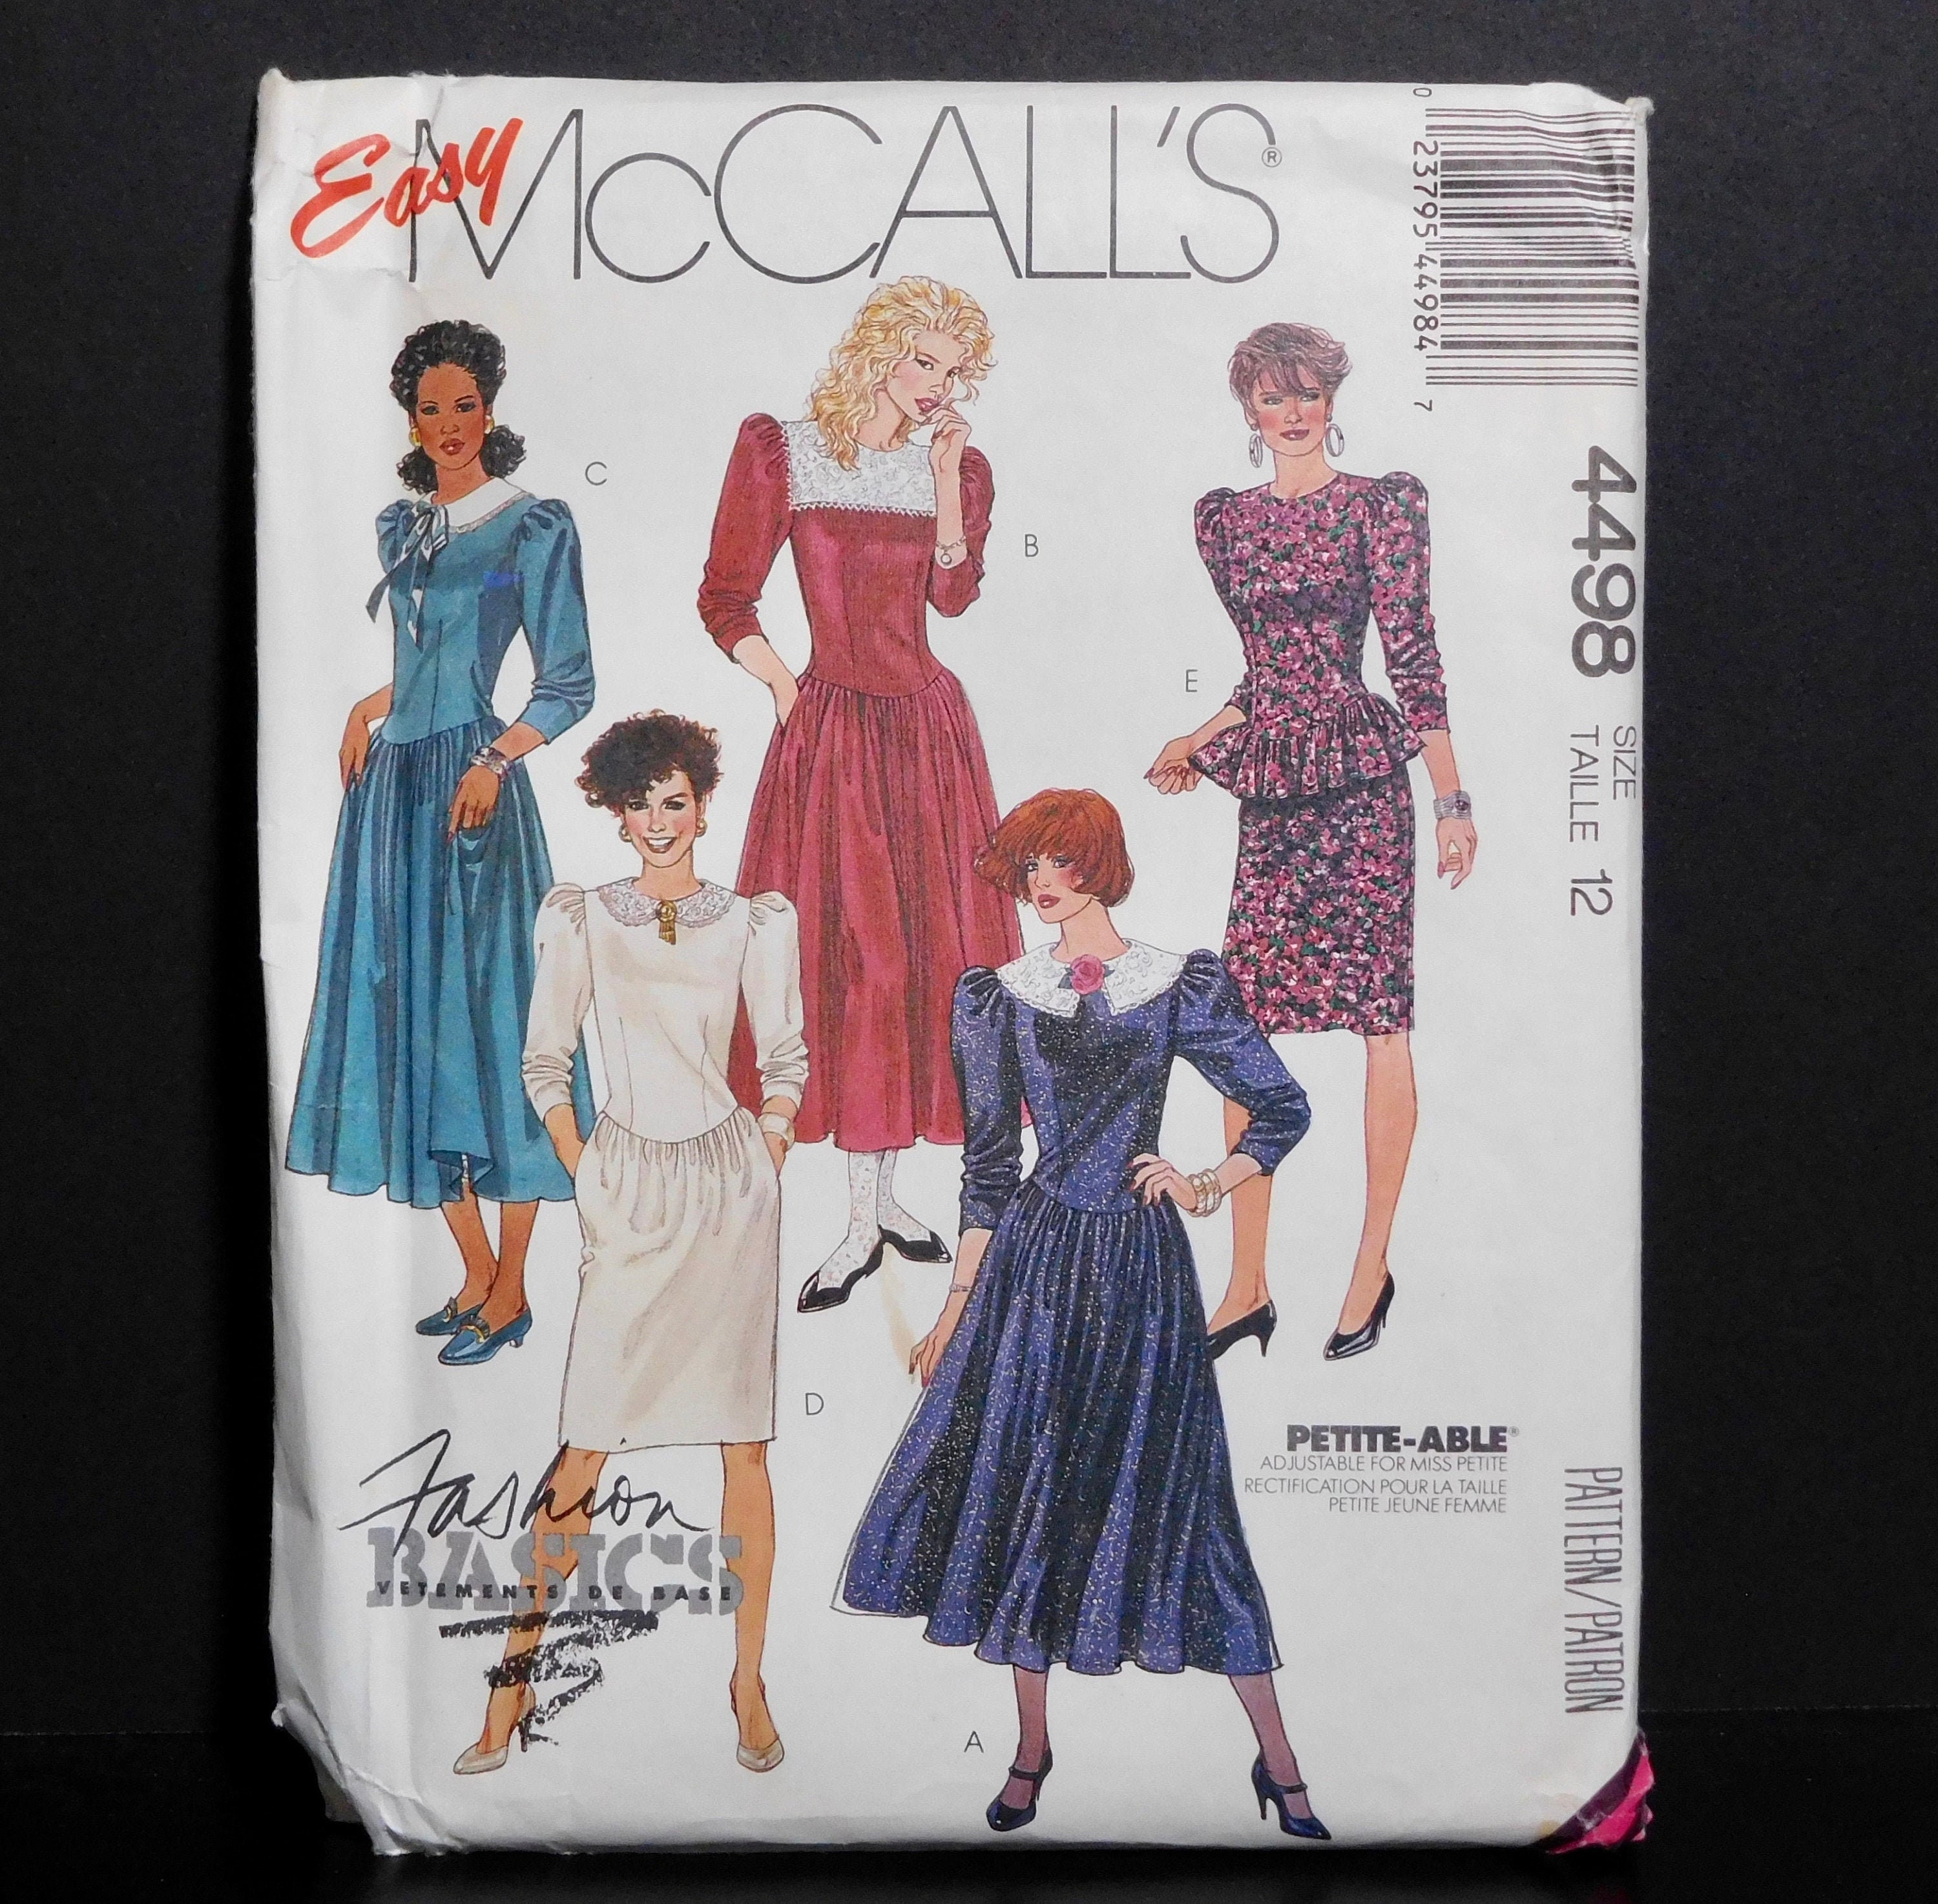 Easy McCALL'S®
0 23795 44984 7
4498
SIZE
TAILLE 12
C
B
E
D
A
PETITE-ABLE®
ADJUSTABLE FOR MISS PETITE
RECTIFICATION POUR LA TAILLE
PETITE JEUNE FEMME
Fashion
BASICS
VETEMENTS DE BASE
PATTERN/PATRON